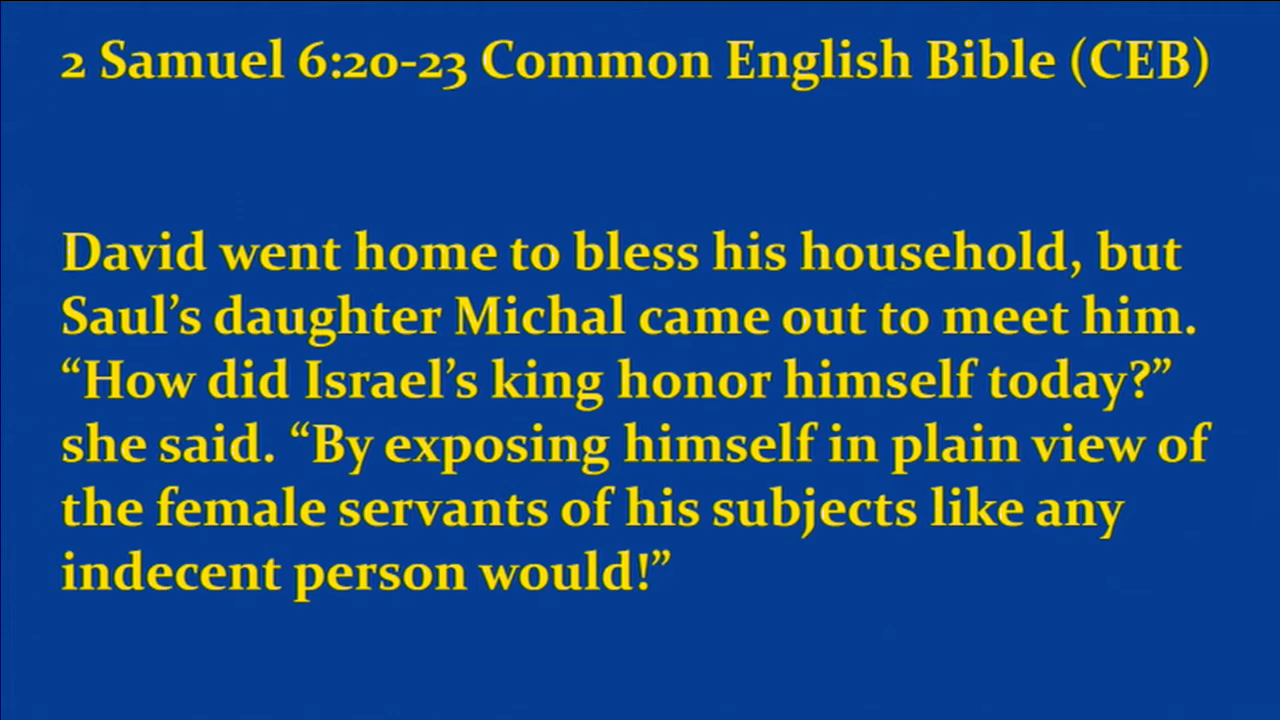 2 Samuel 6:20-23 Common English Bible (CEB)
David went home to bless his household, but
Saul’s daughter Michal came out to meet him.
“How did Israel’s king honor himself today?”
she said. “By exposing himself in plain view of
the female servants of his subjects like any
indecent person would!”